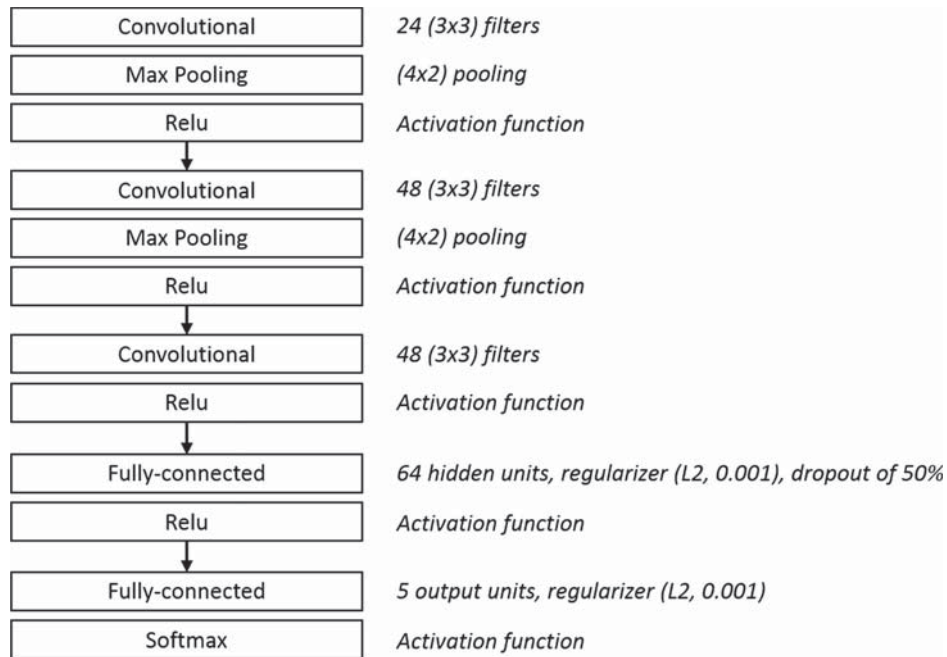 Convolutional 24 (3x3) filters
Max Pooling (4x2) pooling
Relu Activation function
Convolutional 48 (3x3) filters
Max Pooling (4x2) pooling
Relu Activation function
Convolutional 48 (3x3) filters
Relu Activation function
Fully-connected 64 hidden units, regularizer (L2, 0.001), dropout of 50%
Relu Activation function
Fully-connected 5 output units, regularizer (L2, 0.001)
Softmax Activation function